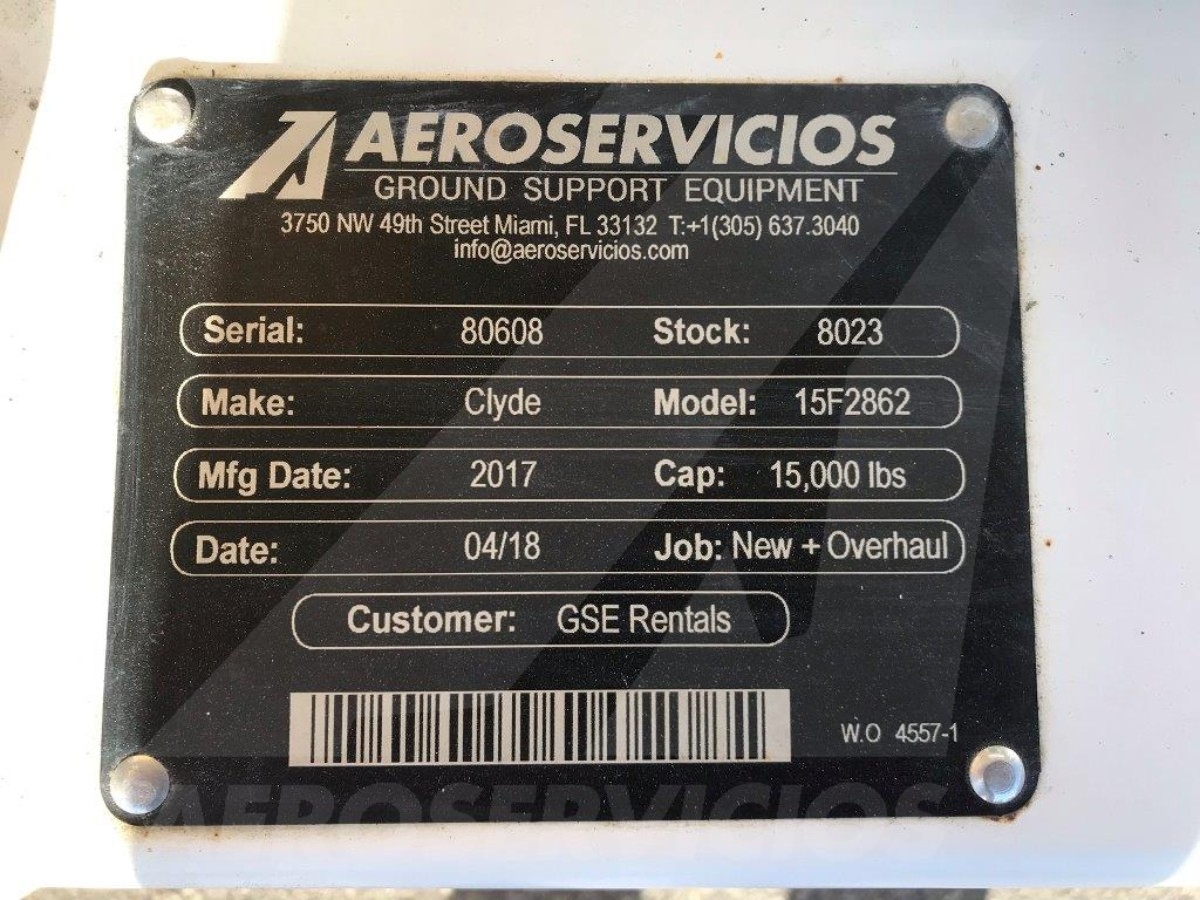 AEROSERVICIOS
GROUND SUPPORT EQUIPMENT
3750 NW 49th Street Miami, FL 33132 T:+1(305) 637.3040
info@aeroservicios.com
Serial: 80608 Stock: 8023
Make: Clyde Model: 15F2862
Mfg Date: 2017 Cap: 15,000 lbs
Date: 04/18 Job: New + Overhaul
Customer: GSE Rentals
W.O 4557-1
AEROSERVICIOS